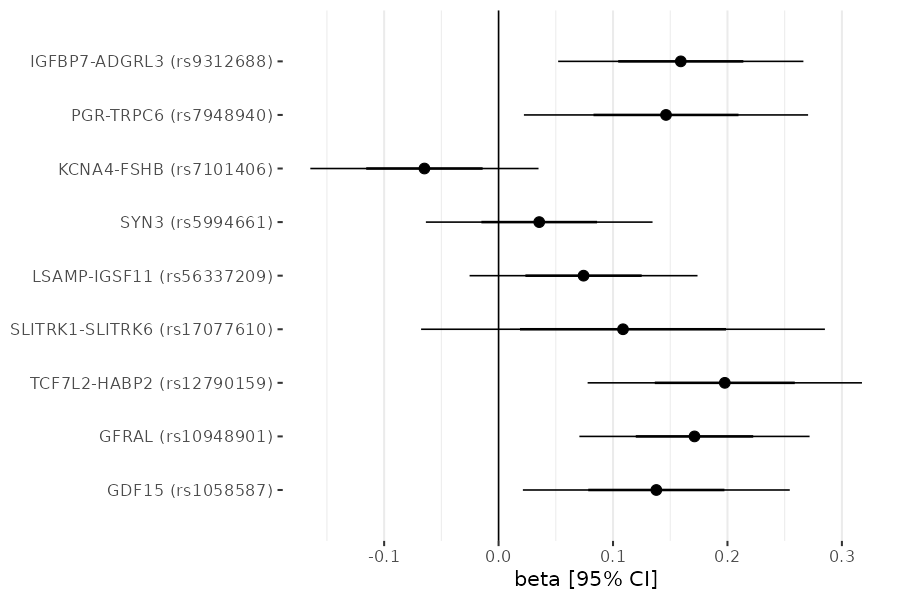 IGFBP7-ADGRL3 (rs9312688)
PGR-TRPC6 (rs7948940)
KCNA4-FSHB (rs7101406)
SYN3 (rs5994661)
LSAMP-IGSF11 (rs56337209)
SLITRK1-SLITRK6 (rs17077610)
TCF7L2-HABP2 (rs12790159)
GFRAL (rs10948901)
GDF15 (rs1058587)
-0.1 0.0 0.1 0.2 0.3
beta [95% CI]